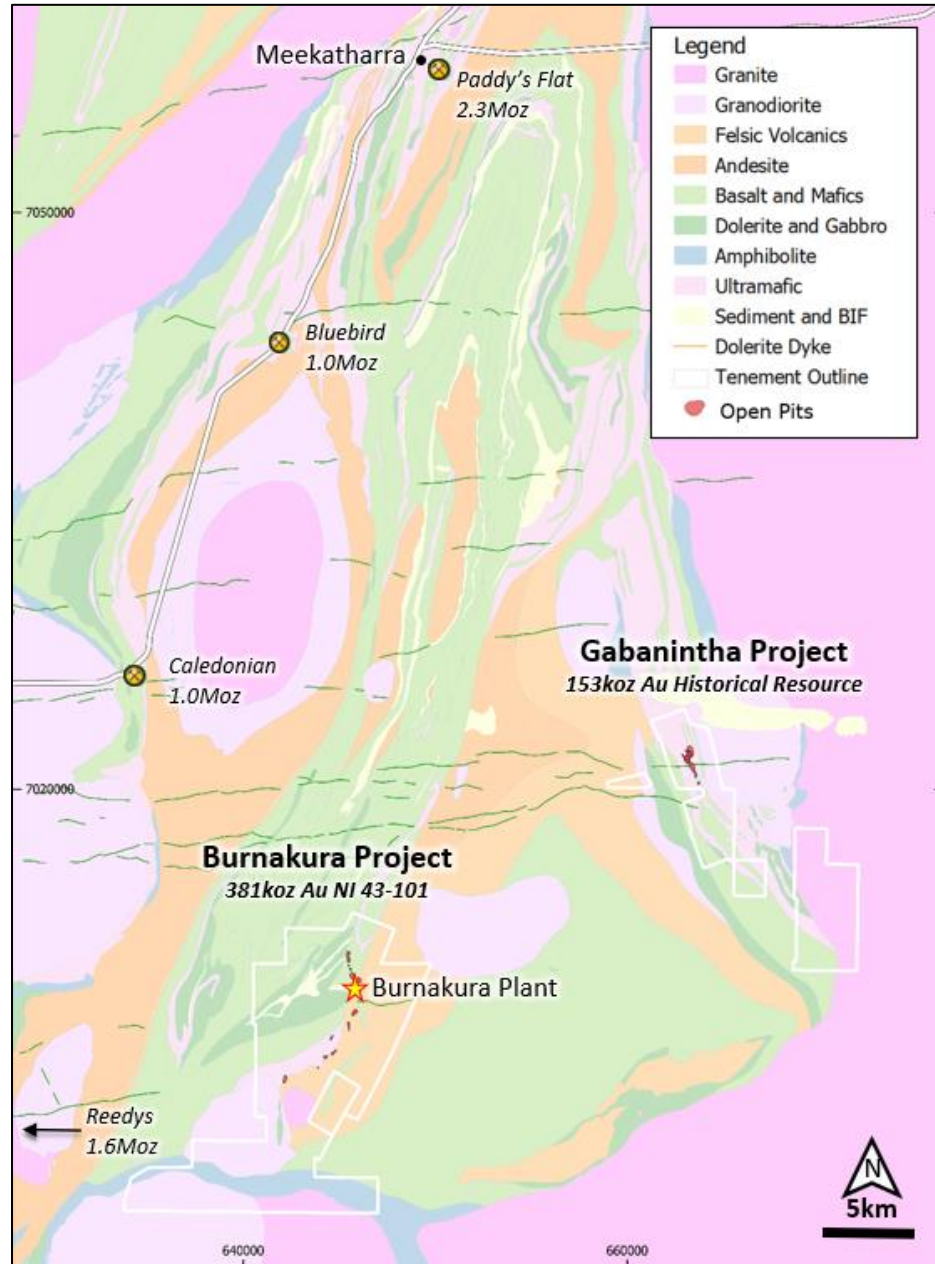 Meekatharra
Paddy's Flat
2.3Moz
Legend
Granite
Granodiorite
Felsic Volcanics
Andesite
Basalt and Mafics
Dolerite and Gabbro
Amphibolite
Ultramafic
Sediment and BIF
Dolerite Dyke
Tenement Outline
Open Pits
7050000
Bluebird
1.0Moz
Caledonian
1.0Moz
Gabanintha Project
153koz Au Historical Resource
7020000
Burnakura Project
381koz Au NI 43-101
Burnakura Plant
Reedys
1.6Moz
N
5km
640000
660000